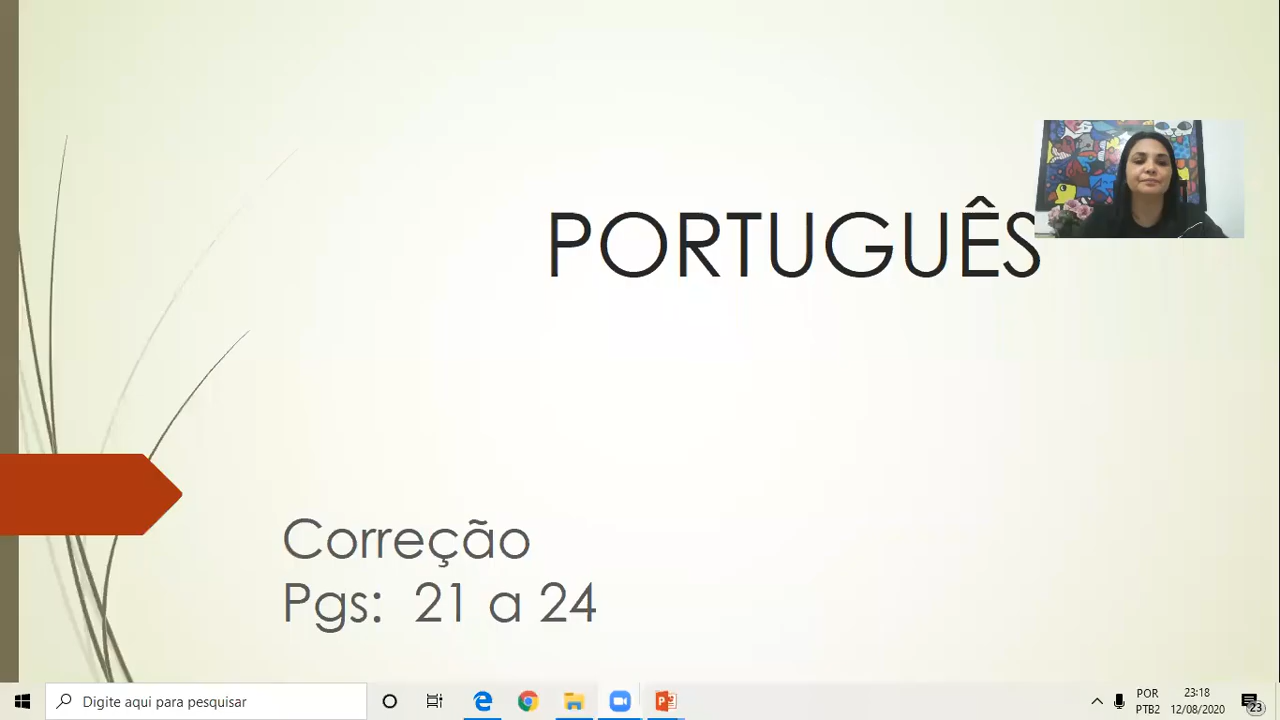 PORTUGUÊS
Correção
Pgs: 21 a 24
Digite aqui para pesquisar
POR
PTB2
23:18
12/08/2020
23